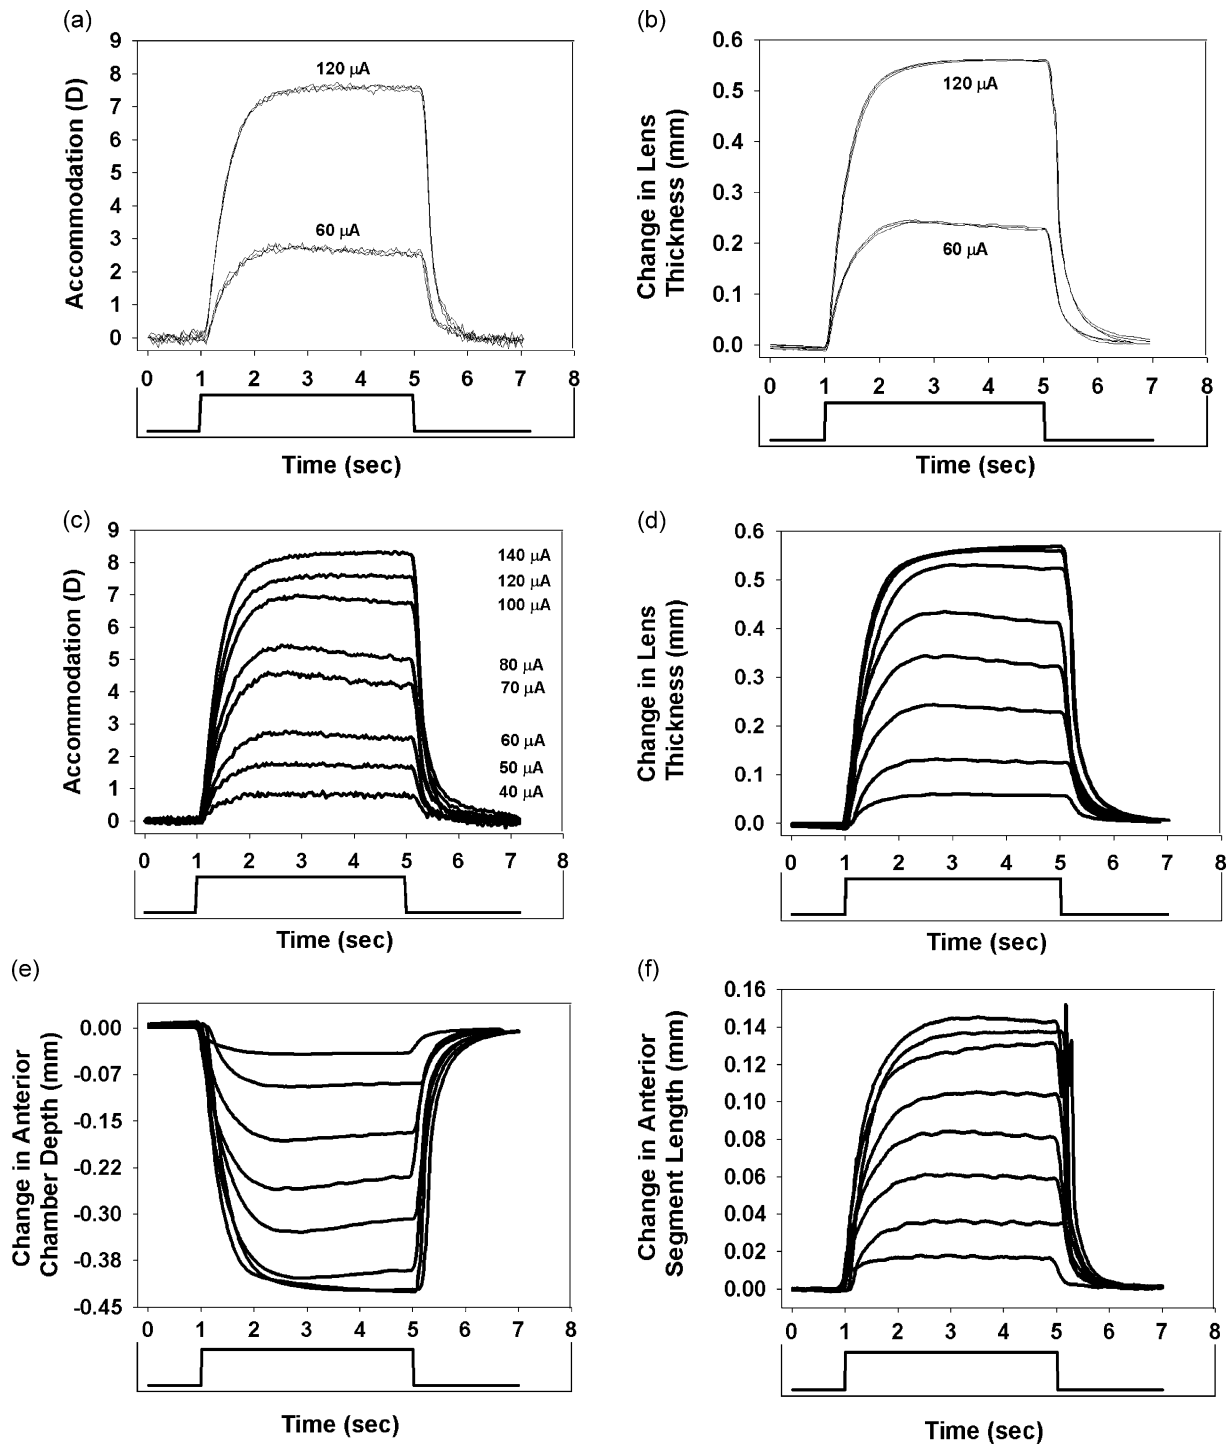 (a)
9
8
7
6
5
4
3
2
1
0
Accommodation (D)
120 µA
60 µA
0 1 2 3 4 5 6 7 8
Time (sec)
(b)
0.6
0.5
0.4
0.3
0.2
0.1
0.0
Change in Lens
Thickness (mm)
120 µA
60 µA
0 1 2 3 4 5 6 7 8
Time (sec)
(c)
9
8
7
6
5
4
3
2
1
0
Accommodation (D)
140 µA
120 µA
100 µA
80 µA
70 µA
60 µA
50 µA
40 µA
0 1 2 3 4 5 6 7 8
Time (sec)
(d)
0.6
0.5
0.4
0.3
0.2
0.1
0.0
Change in Lens
Thickness (mm)
0 1 2 3 4 5 6 7 8
Time (sec)
(e)
0.00
-0.07
-0.15
-0.22
-0.30
-0.38
-0.45
Change in Anterior
Chamber Depth (mm)
0 1 2 3 4 5 6 7 8
Time (sec)
(f)
0.16
0.14
0.12
0.10
0.08
0.06
0.04
0.02
0.00
Change in Anterior
Segment Length (mm)
0 1 2 3 4 5 6 7 8
Time (sec)